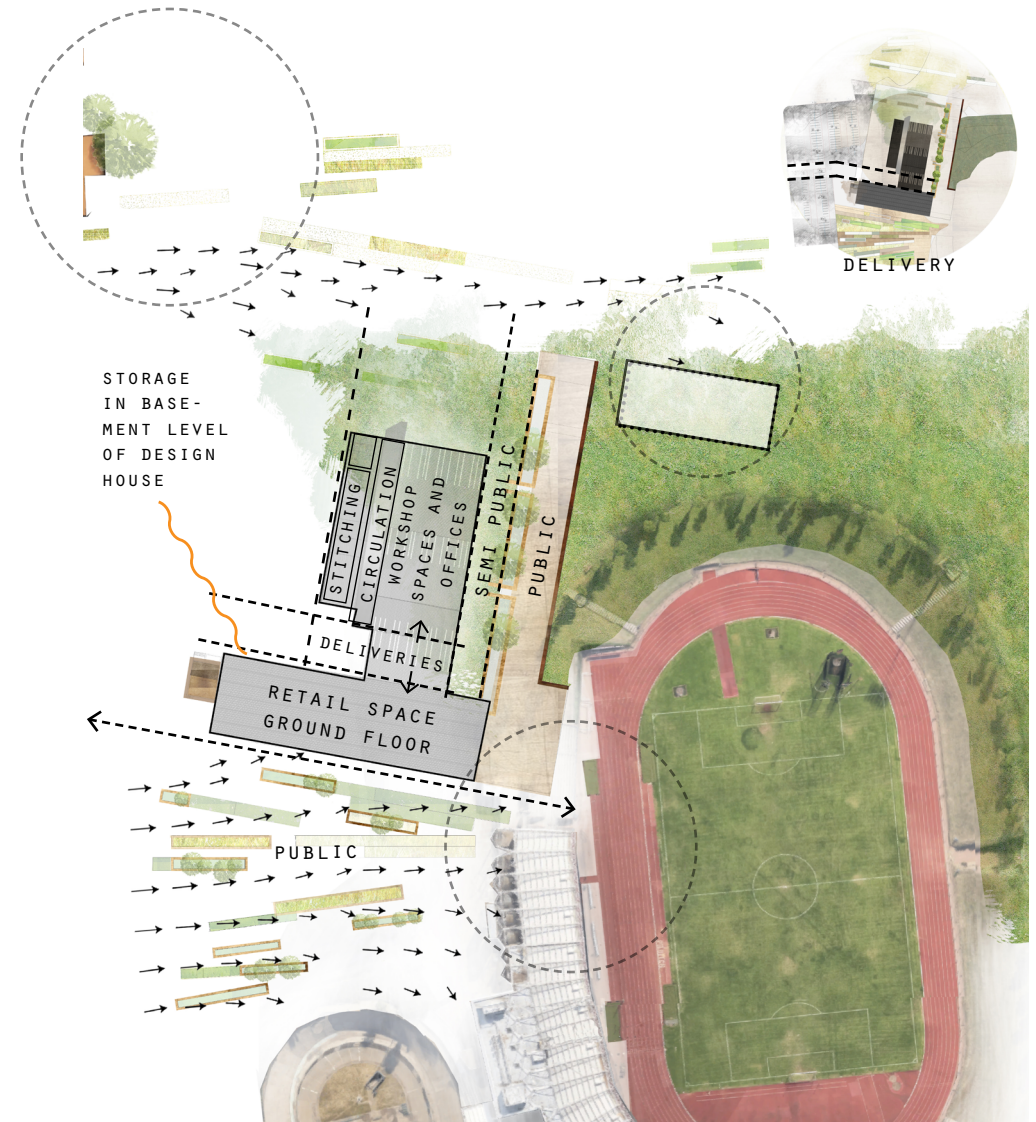 DELIVERY
STORAGE
IN BASE-
MENT LEVEL
OF DESIGN
HOUSE
STITCHING
CIRCULATION
WORKSHOP
SPACES AND
OFFICES
SEMI PUBLIC
PUBLIC
DELIVERIES
RETAIL SPACE
GROUND FLOOR
PUBLIC